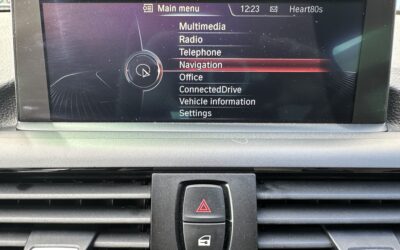 Main menu 12:23 Heart80s
Multimedia
Radio
Telephone
Navigation
Office
ConnectedDrive
Vehicle information
Settings